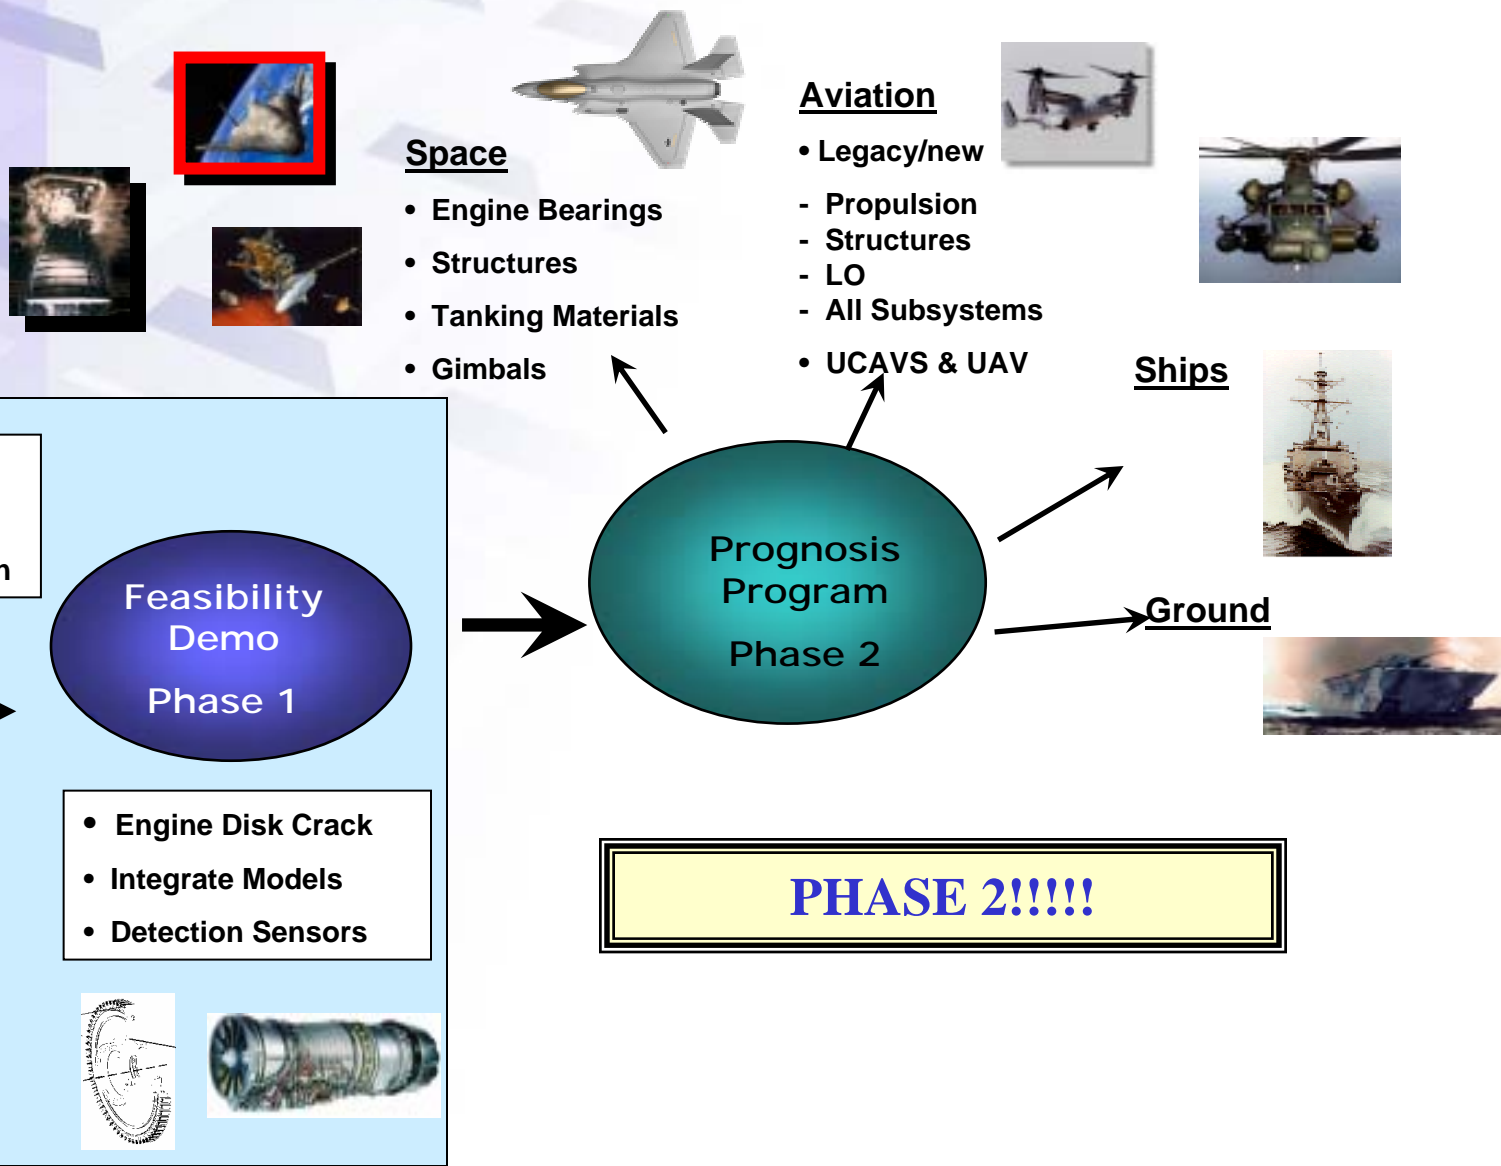 Space
• Engine Bearings
• Structures
• Tanking Materials
• Gimbals
Aviation
• Legacy/new
- Propulsion
- Structures
- LO
- All Subsystems
• UCAVS & UAV
Ships
Ground
n
Feasibility
Demo
Phase 1
Prognosis
Program
Phase 2
• Engine Disk Crack
• Integrate Models
• Detection Sensors
PHASE 2!!!!!